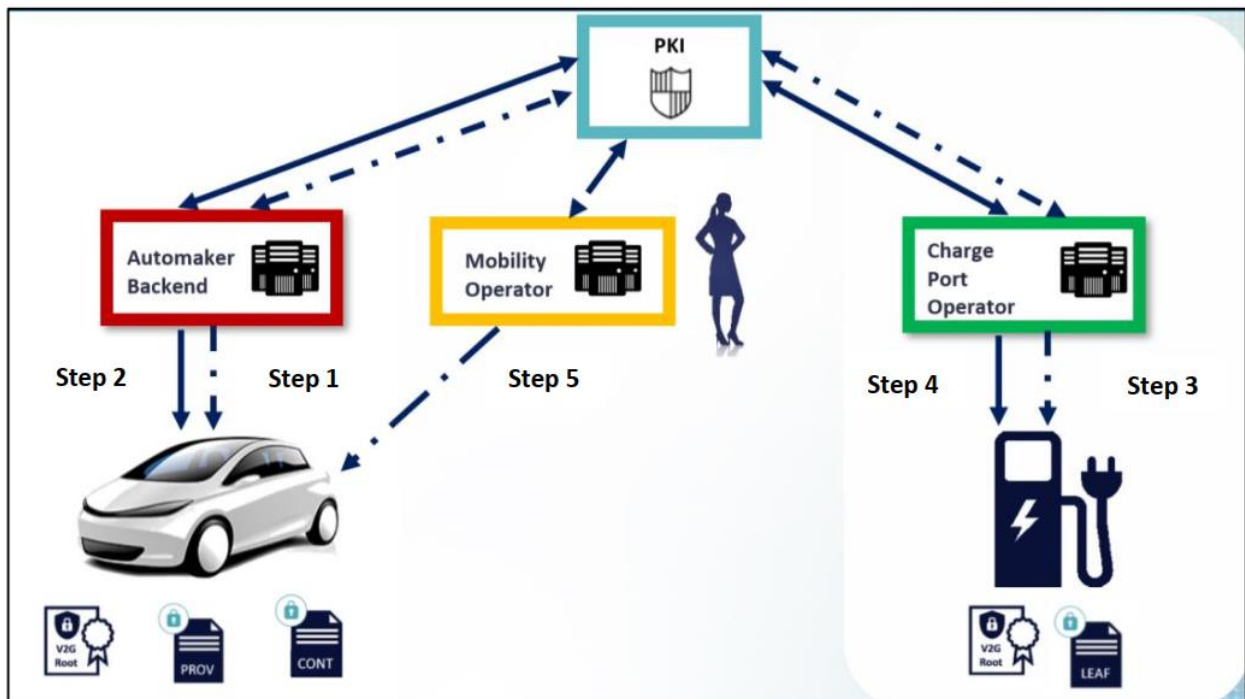 PKI
Automaker
Backend
Mobility
Operator
Charge
Port
Operator
Step 2
Step 1
Step 5
Step 4
Step 3
V2G
Root
PROV
CONT
V2G
Root
LEAF